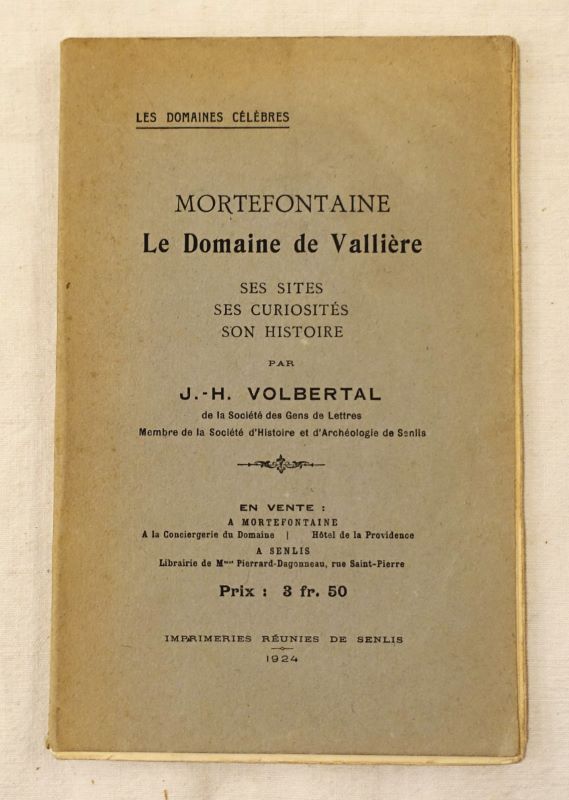 LES DOMAINES CÉLÈBRES
MORTEFONTAINE
Le Domaine de Vallière
SES SITES
SES CURIOSITÉS
SON HISTOIRE
PAR
J.-H. VOLBERTAL
de la Société des Gens de Lettres
Membre de la Société d'Histoire et d'Archéologie de Senlis
EN VENTE :
A MORTEFONTAINE
A la Conciergerie du Domaine | Hôtel de la Providence
A SENLIS
Librairie de Mmes Pierrard-Dagonneau, rue Saint-Pierre
Prix : 3 fr. 50
IMPRIMERIES RÉUNIES DE SENLIS
1924